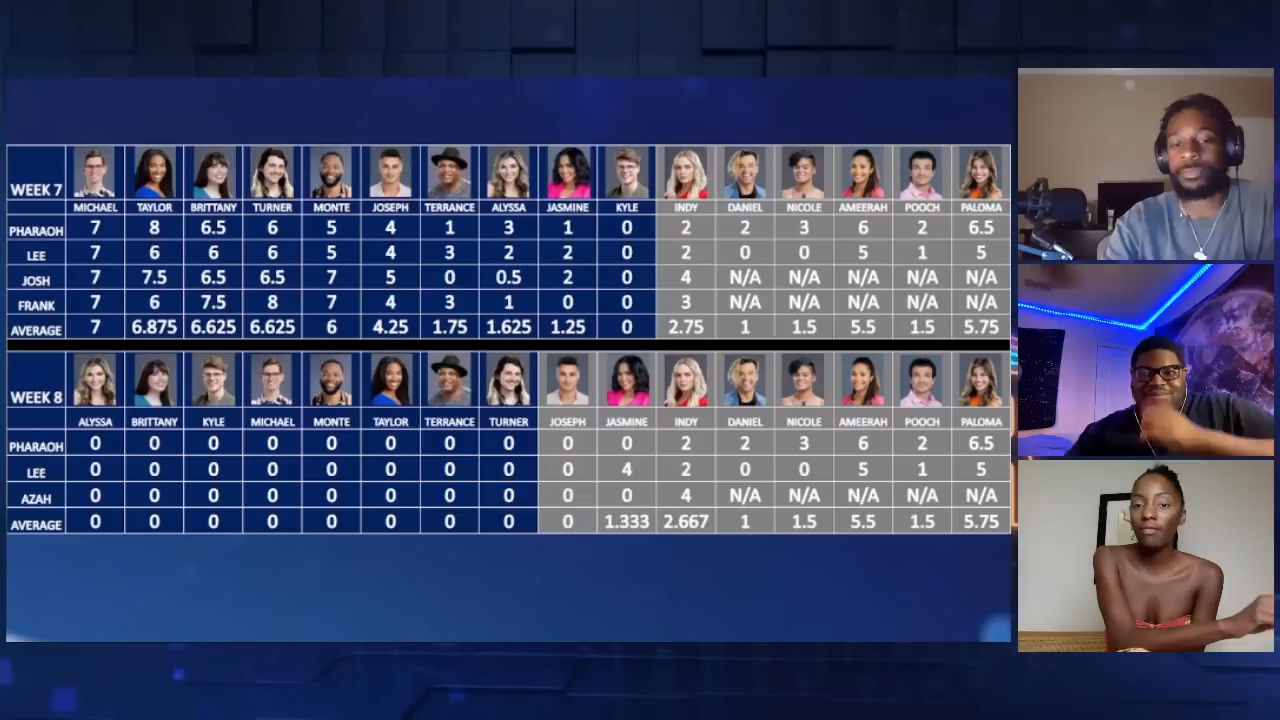 WEEK 7
MICHAEL TAYLOR BRITTANY TURNER MONTE JOSEPH TERRANCE ALYSSA JASMINE KYLE INDY DANIEL NICOLE AMEERAH POOCH PALOMA
PHARAOH 7 8 6.5 6 5 4 1 3 1 0 2 2 3 6 2 6.5
LEE 7 6 6 6 5 4 3 2 2 0 2 0 0 5 1 5
JOSH 7 7.5 6.5 6.5 7 5 0 0.5 2 0 4 N/A N/A N/A N/A N/A
FRANK 7 6 7.5 8 7 4 3 1 0 0 3 N/A N/A N/A N/A N/A
AVERAGE 7 6.875 6.625 6.625 6 4.25 1.75 1.625 1.25 0 2.75 1 1.5 5.5 1.5 5.75
WEEK 8
ALYSSA BRITTANY KYLE MICHAEL MONTE TAYLOR TERRANCE TURNER JOSEPH JASMINE INDY DANIEL NICOLE AMEERAH POOCH PALOMA
PHARAOH 0 0 0 0 0 0 0 0 0 0 2 2 3 6 2 6.5
LEE 0 0 0 0 0 0 0 0 0 4 2 0 0 5 1 5
AZAH 0 0 0 0 0 0 0 0 0 0 4 N/A N/A N/A N/A N/A
AVERAGE 0 0 0 0 0 0 0 0 0 1.333 2.667 1 1.5 5.5 1.5 5.75